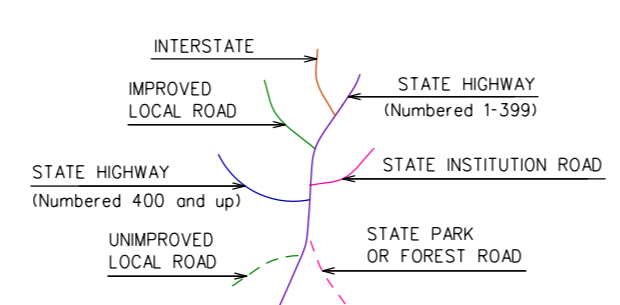 INTERSTATE
IMPROVED
LOCAL ROAD
STATE HIGHWAY
(Numbered 1-399)
STATE HIGHWAY
(Numbered 400 and up)
STATE INSTITUTION ROAD
UNIMPROVED
LOCAL ROAD
STATE PARK
OR FOREST ROAD